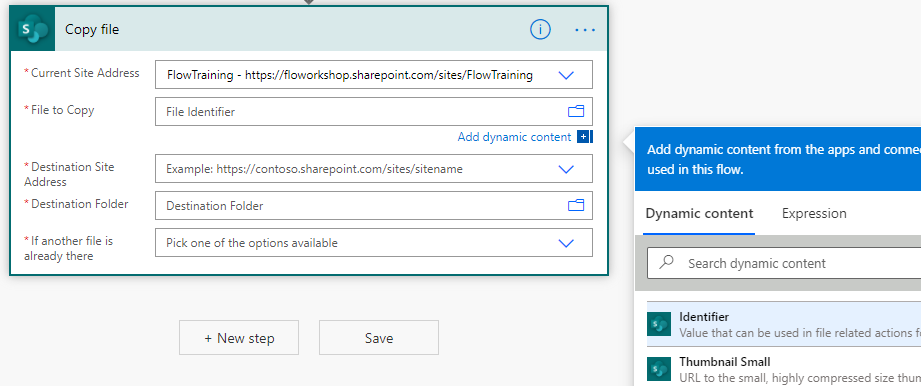 Copy file
* Current Site Address
FlowTraining - https://floworkshop.sharepoint.com/sites/FlowTraining
* File to Copy
File Identifier
Add dynamic content
* Destination Site
Address
Example: https://contoso.sharepoint.com/sites/sitename
* Destination Folder
Destination Folder
* If another file is
already there
Pick one of the options available
+ New step
Save
Add dynamic content from the apps and conne
used in this flow.
Dynamic content
Expression
Search dynamic content
Identifier
Value that can be used in file related actions f
Thumbnail Small
URL to the small, highly compressed size thu